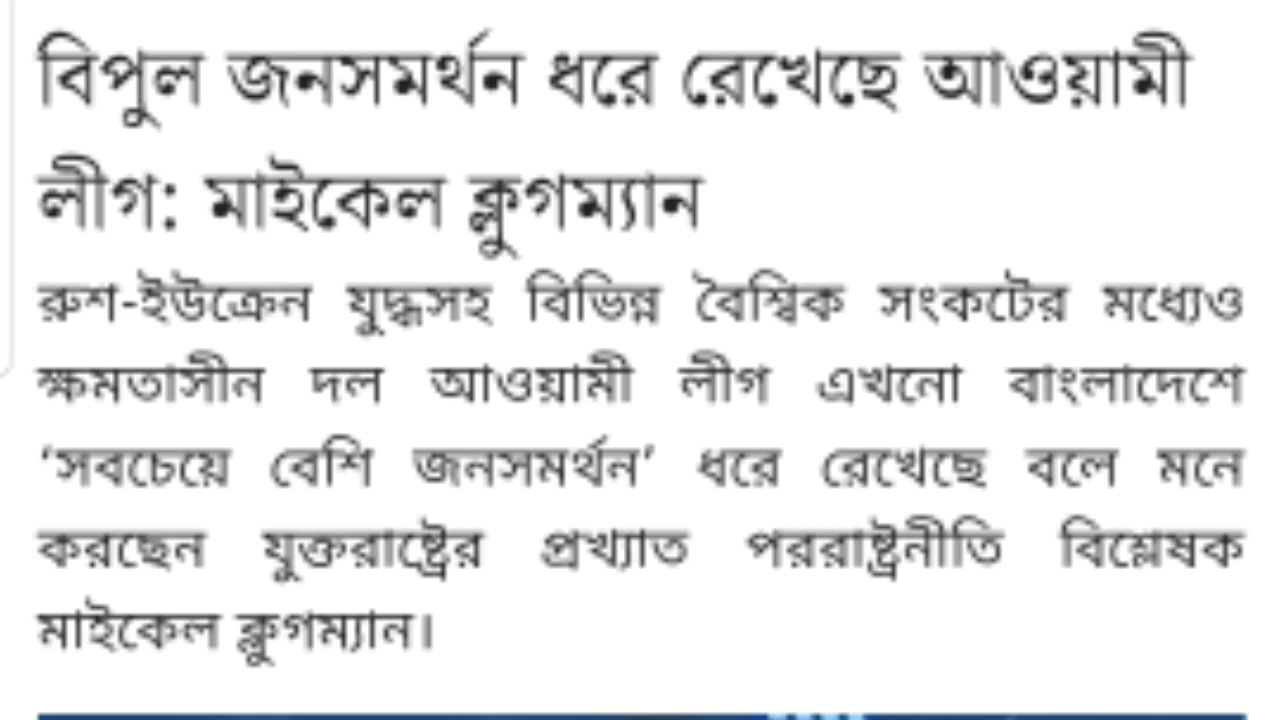 বিপুল জনসমর্থন ধরে রেখেছে আওয়ামী
লীগ: মাইকেল ক্লুগম্যান
রুশ-ইউক্রেন যুদ্ধসহ বিভিন্ন বৈশ্বিক সংকটের মধ্যেও
ক্ষমতাসীন দল আওয়ামী লীগ এখনো বাংলাদেশে
‘সবচেয়ে বেশি জনসমর্থন’ ধরে রেখেছে বলে মনে
করছেন যুক্তরাষ্ট্রের প্রখ্যাত পররাষ্ট্রনীতি বিশ্লেষক
মাইকেল ক্লুগম্যান।